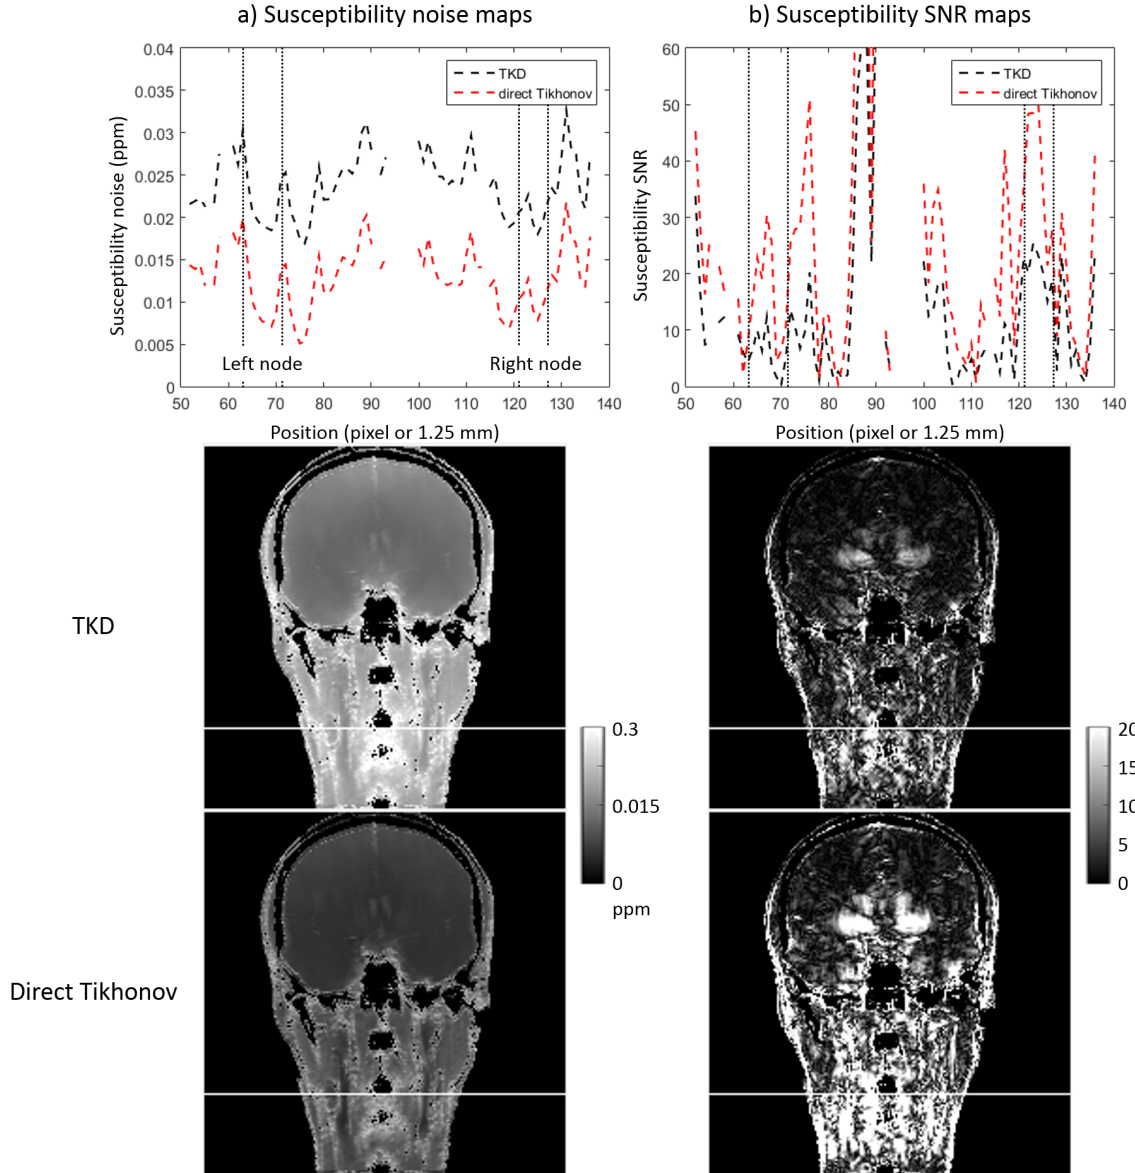 a) Susceptibility noise maps
b) Susceptibility SNR maps
Susceptibility noise (ppm)
0.04
0.035
0.03
0.025
0.02
0.015
0.01
0.005
0
TKD
direct Tikhonov
Left node
Right node
50 60 70 80 90 100 110 120 130 140
Position (pixel or 1.25 mm)
Susceptibility SNR
60
50
40
30
20
10
0
TKD
direct Tikhonov
50 60 70 80 90 100 110 120 130 140
Position (pixel or 1.25 mm)
TKD
0.3
0.015
0
ppm
20
15
10
5
0
Direct Tikhonov